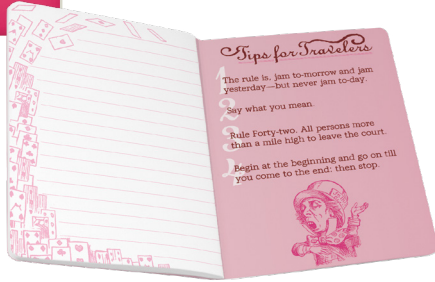 Tips for Travelers
1
The rule is, jam to-morrow and jam
yesterday—but never jam to-day.
2
Say what you mean.
3
Rule Forty-two. All persons more
than a mile high to leave the court.
4
Begin at the beginning and go on till
you come to the end: then stop.